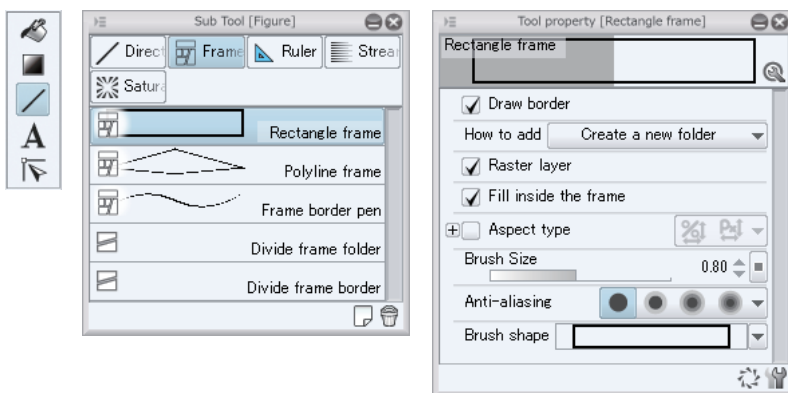 A
Sub Tool [Figure]
Direct Frame Ruler Strea
Satura
Rectangle frame
Polyline frame
Frame border pen
Divide frame folder
Divide frame border
Tool property [Rectangle frame]
Rectangle frame
Draw border
How to add Create a new folder
Raster layer
Fill inside the frame
Aspect type
Brush Size 0.80
Anti-aliasing
Brush shape